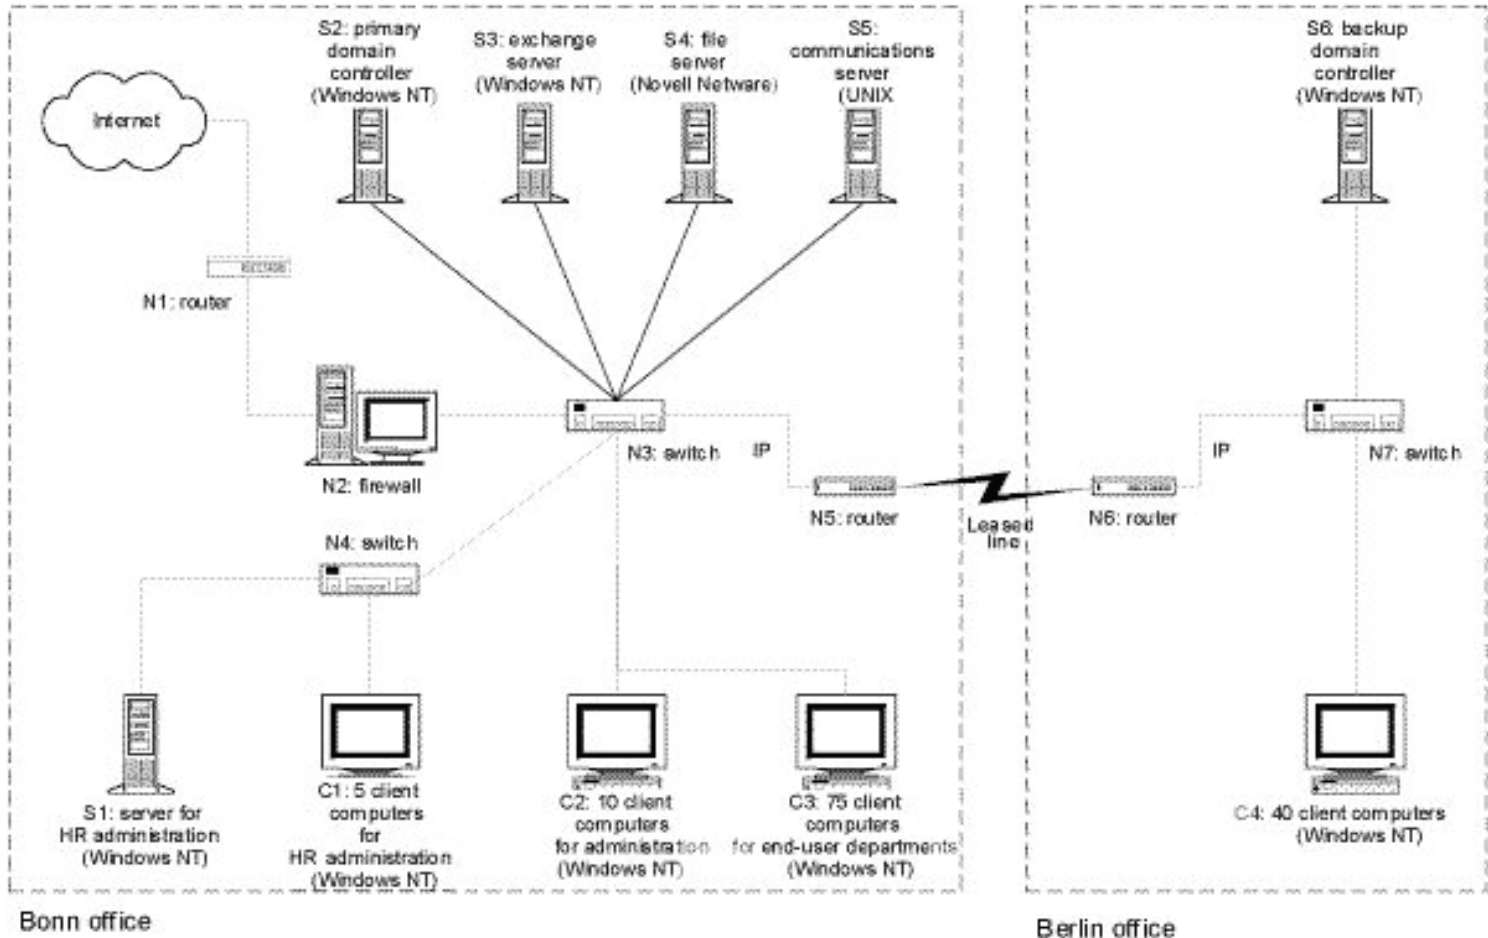 S2: primary
domain
controller
(Windows NT)
S3: exchange
server
(Windows NT)
S4: file
server
(Novell Netware)
S5:
communications
server
(UNIX
S6: backup
domain
controller
(Windows NT)
Internet
N1: router
N2: firewall
N3: switch
IP
N5: router
Leased
line
N6: router
IP
N7: switch
N4: switch
S1: server for
HR administration
(Windows NT)
C1: 5 client
computers
for
HR administration
(Windows NT)
C2: 10 client
computers
for administration
(Windows NT)
C3: 75 client
computers
for end-user departments
(Windows NT)
C4: 40 client computers
(Windows NT)
Bonn office
Berlin office